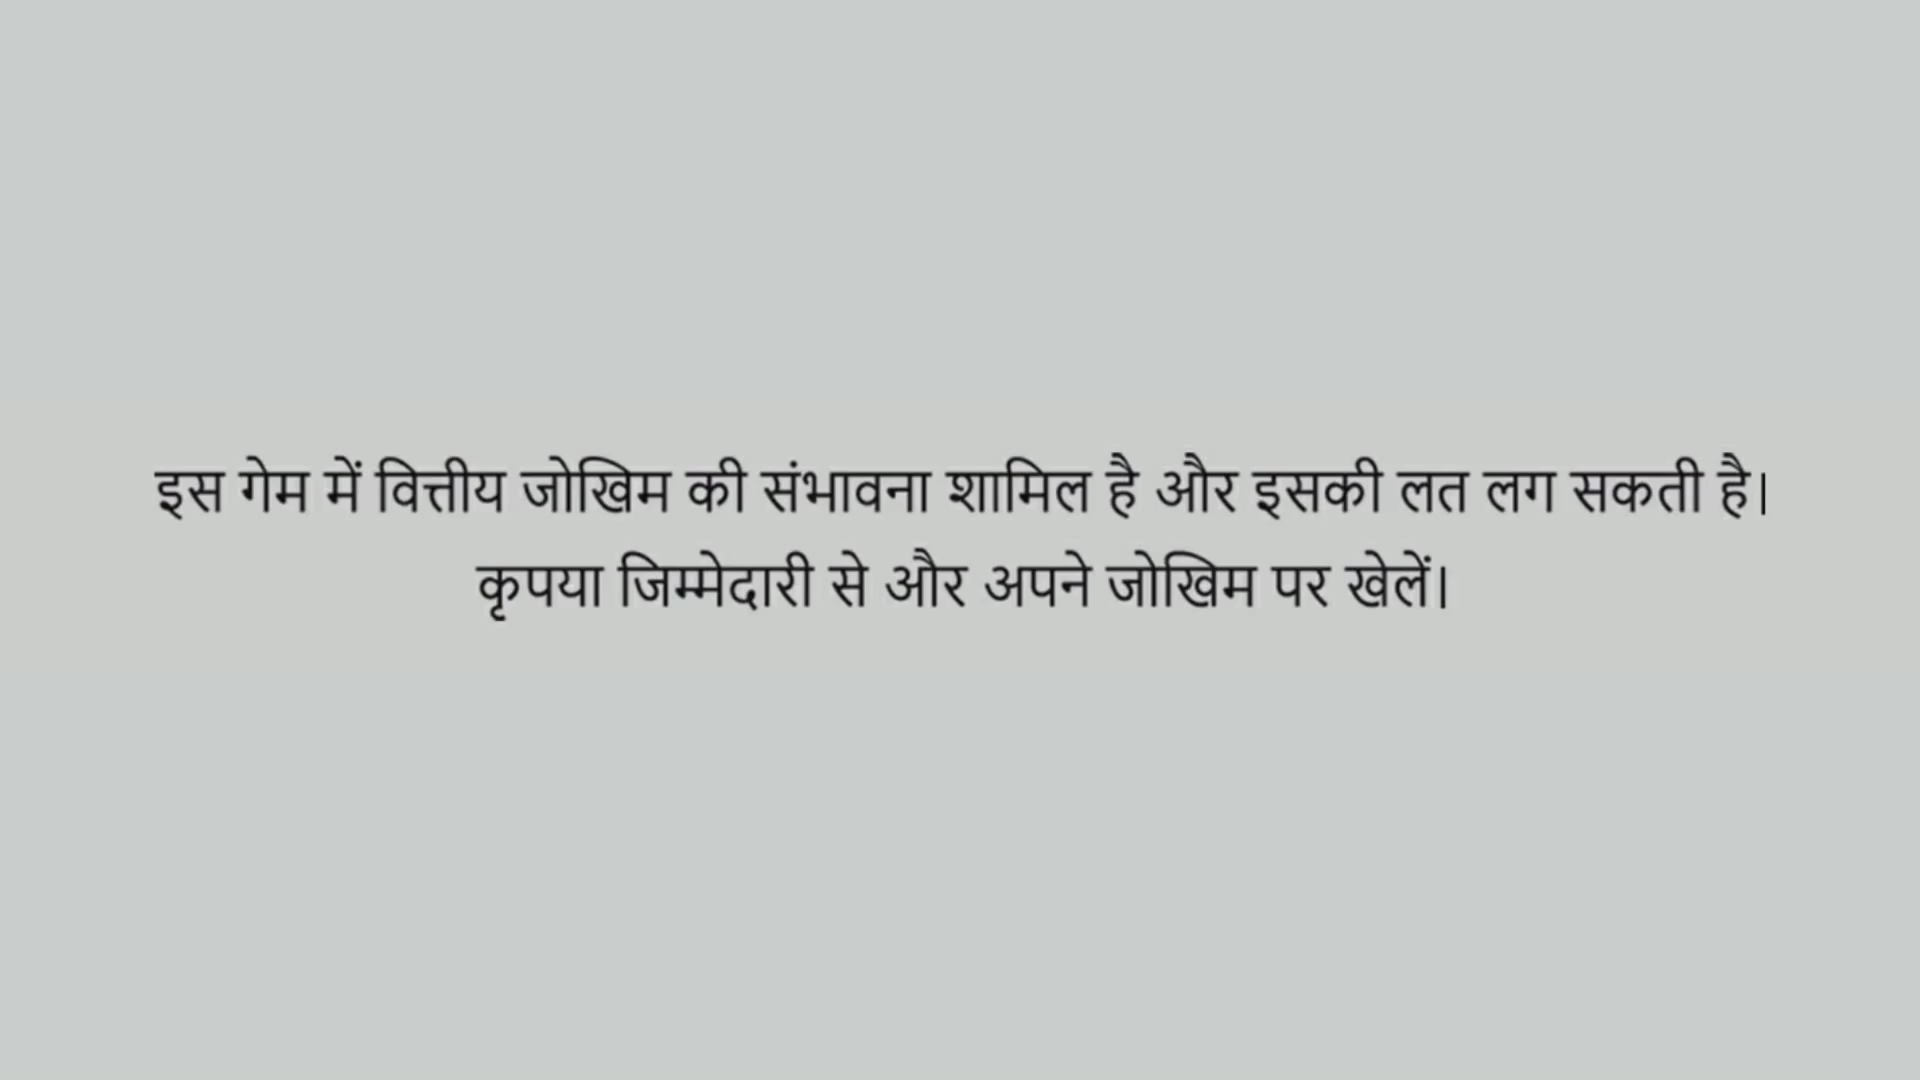 इस गेम में वित्तीय जोखिम की संभावना शामिल है और इसकी लत लग सकती है।
कृपया जिम्मेदारी से और अपने जोखिम पर खेलें।